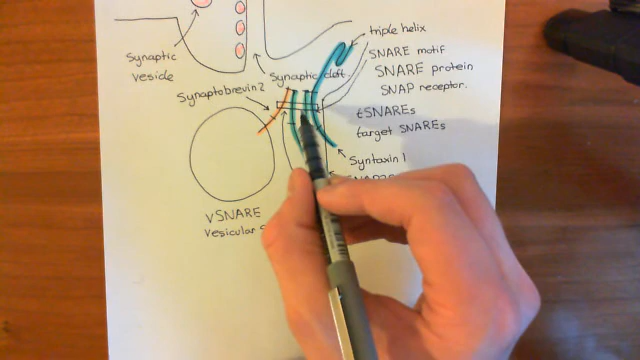 Synaptic
vesicle
Synaptic cleft
triple helix
SNARE motif
SNARE protein
SNAP receptor.
Synaptobrevin 2
tSNAREs
target SNAREs
Syntaxin 1
vSNARE
Vesicular